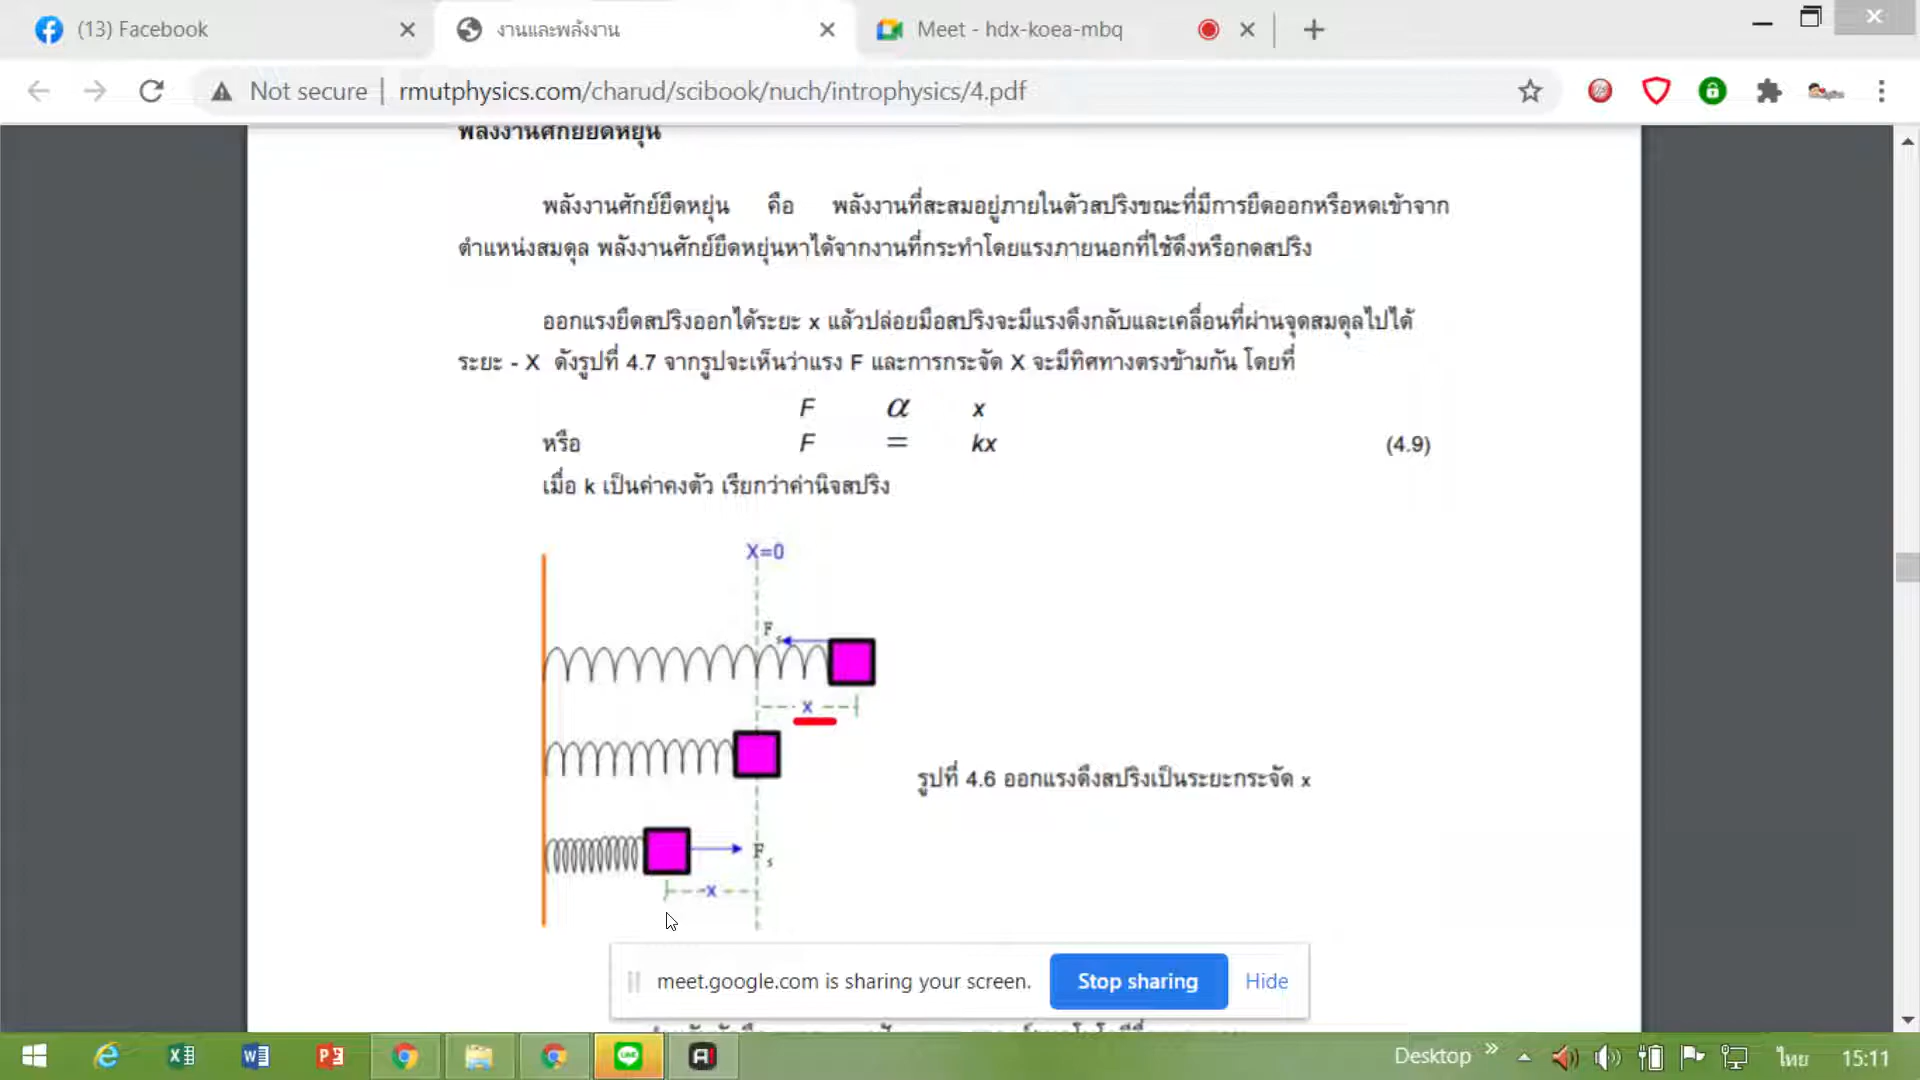 (13) Facebook
งานและพลังงาน
Meet - hdx-koea-mbq
Not secure
rmutphysics.com/charud/scibook/nuch/introphysics/4.pdf
พลังงานศักย์ยืดหยุ่น
พลังงานศักย์ยืดหยุ่น คือ พลังงานที่สะสมอยู่ภายในตัวสปริงขณะที่มีการยืดออกหรือหดเข้าจาก
ตำแหน่งสมดุล พลังงานศักย์ยืดหยุ่นหาได้จากงานที่กระทำโดยแรงภายนอกที่ใช้ดึงหรือกดสปริง
ออกแรงยืดสปริงออกได้ระยะ x แล้วปล่อยมือสปริงจะมีแรงดึงกลับและเคลื่อนที่ผ่านจุดสมดุลไปได้
ระยะ - X ดังรูปที่ 4.7 จากรูปจะเห็นว่าแรง F และการกระจัด X จะมีทิศทางตรงข้ามกัน โดยที่
F α x
หรือ F = kx (4.9)
เมื่อ k เป็นค่าคงตัว เรียกว่าค่านิจสปริง
X=0
F s
x
รูปที่ 4.6 ออกแรงดึงสปริงเป็นระยะกระจัด x
F s
-x
meet.google.com is sharing your screen.
Stop sharing
Hide
Desktop
ไทย
15:11